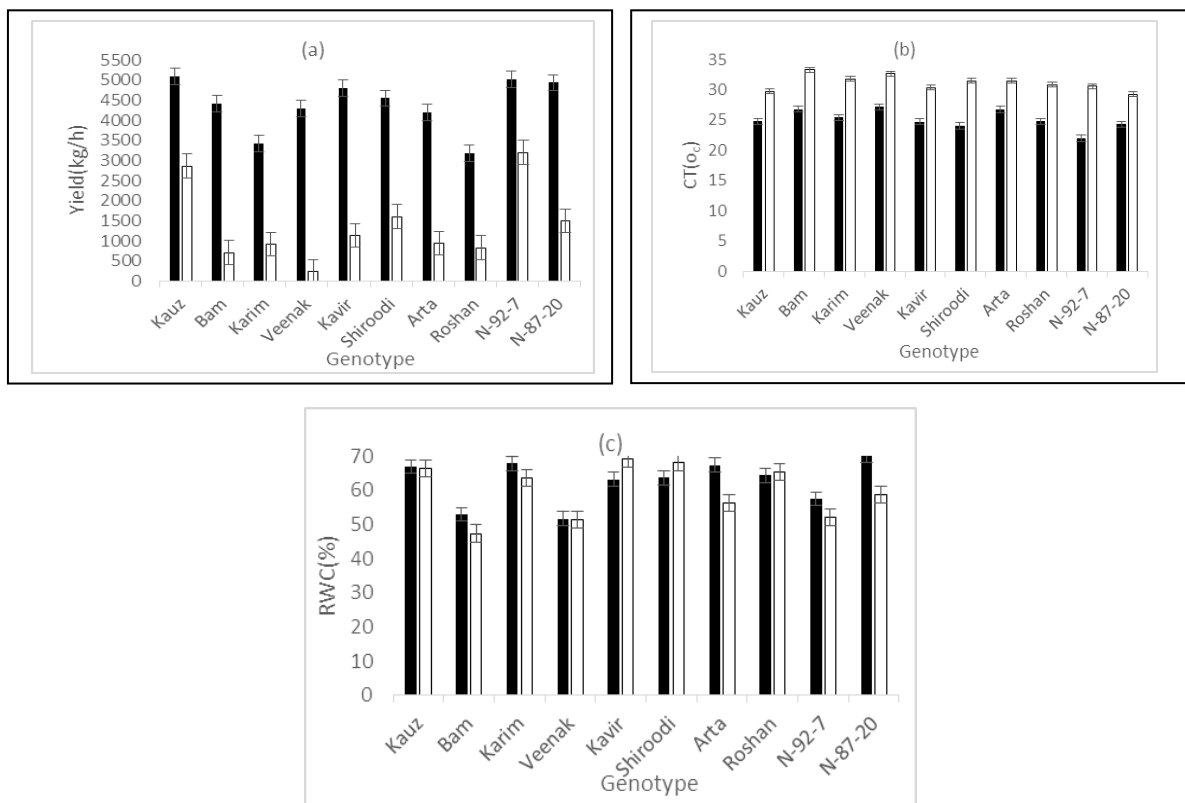 (a)
Yield(kg/h)
5500
5000
4500
4000
3500
3000
2500
2000
1500
1000
500
0
Kauz
Bam
Karim
Veenak
Kavir
Shiroodi
Arta
Roshan
N-92-7
N-87-20
Genotype
(b)
CT(oc)
35
30
25
20
15
10
5
0
Kauz
Bam
Karim
Veenak
Kavir
Shiroodi
Arta
Roshan
N-92-7
N-87-20
Genotype
(c)
RWC(%)
70
60
50
40
30
20
10
0
Kauz
Bam
Karim
Veenak
Kavir
Shiroodi
Arta
Roshan
N-92-7
N-87-20
Genotype